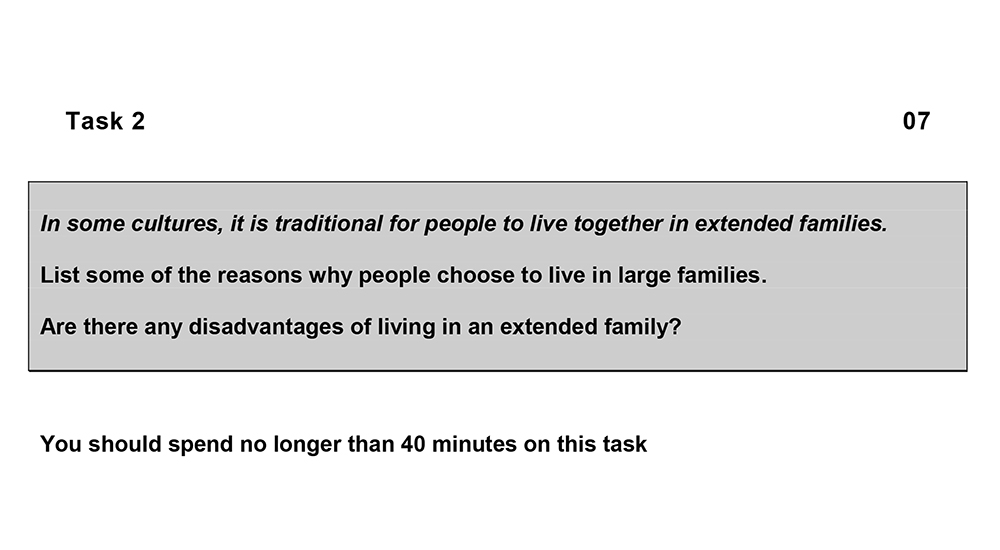 Task 2 07
In some cultures, it is traditional for people to live together in extended families.
List some of the reasons why people choose to live in large families.
Are there any disadvantages of living in an extended family?
You should spend no longer than 40 minutes on this task